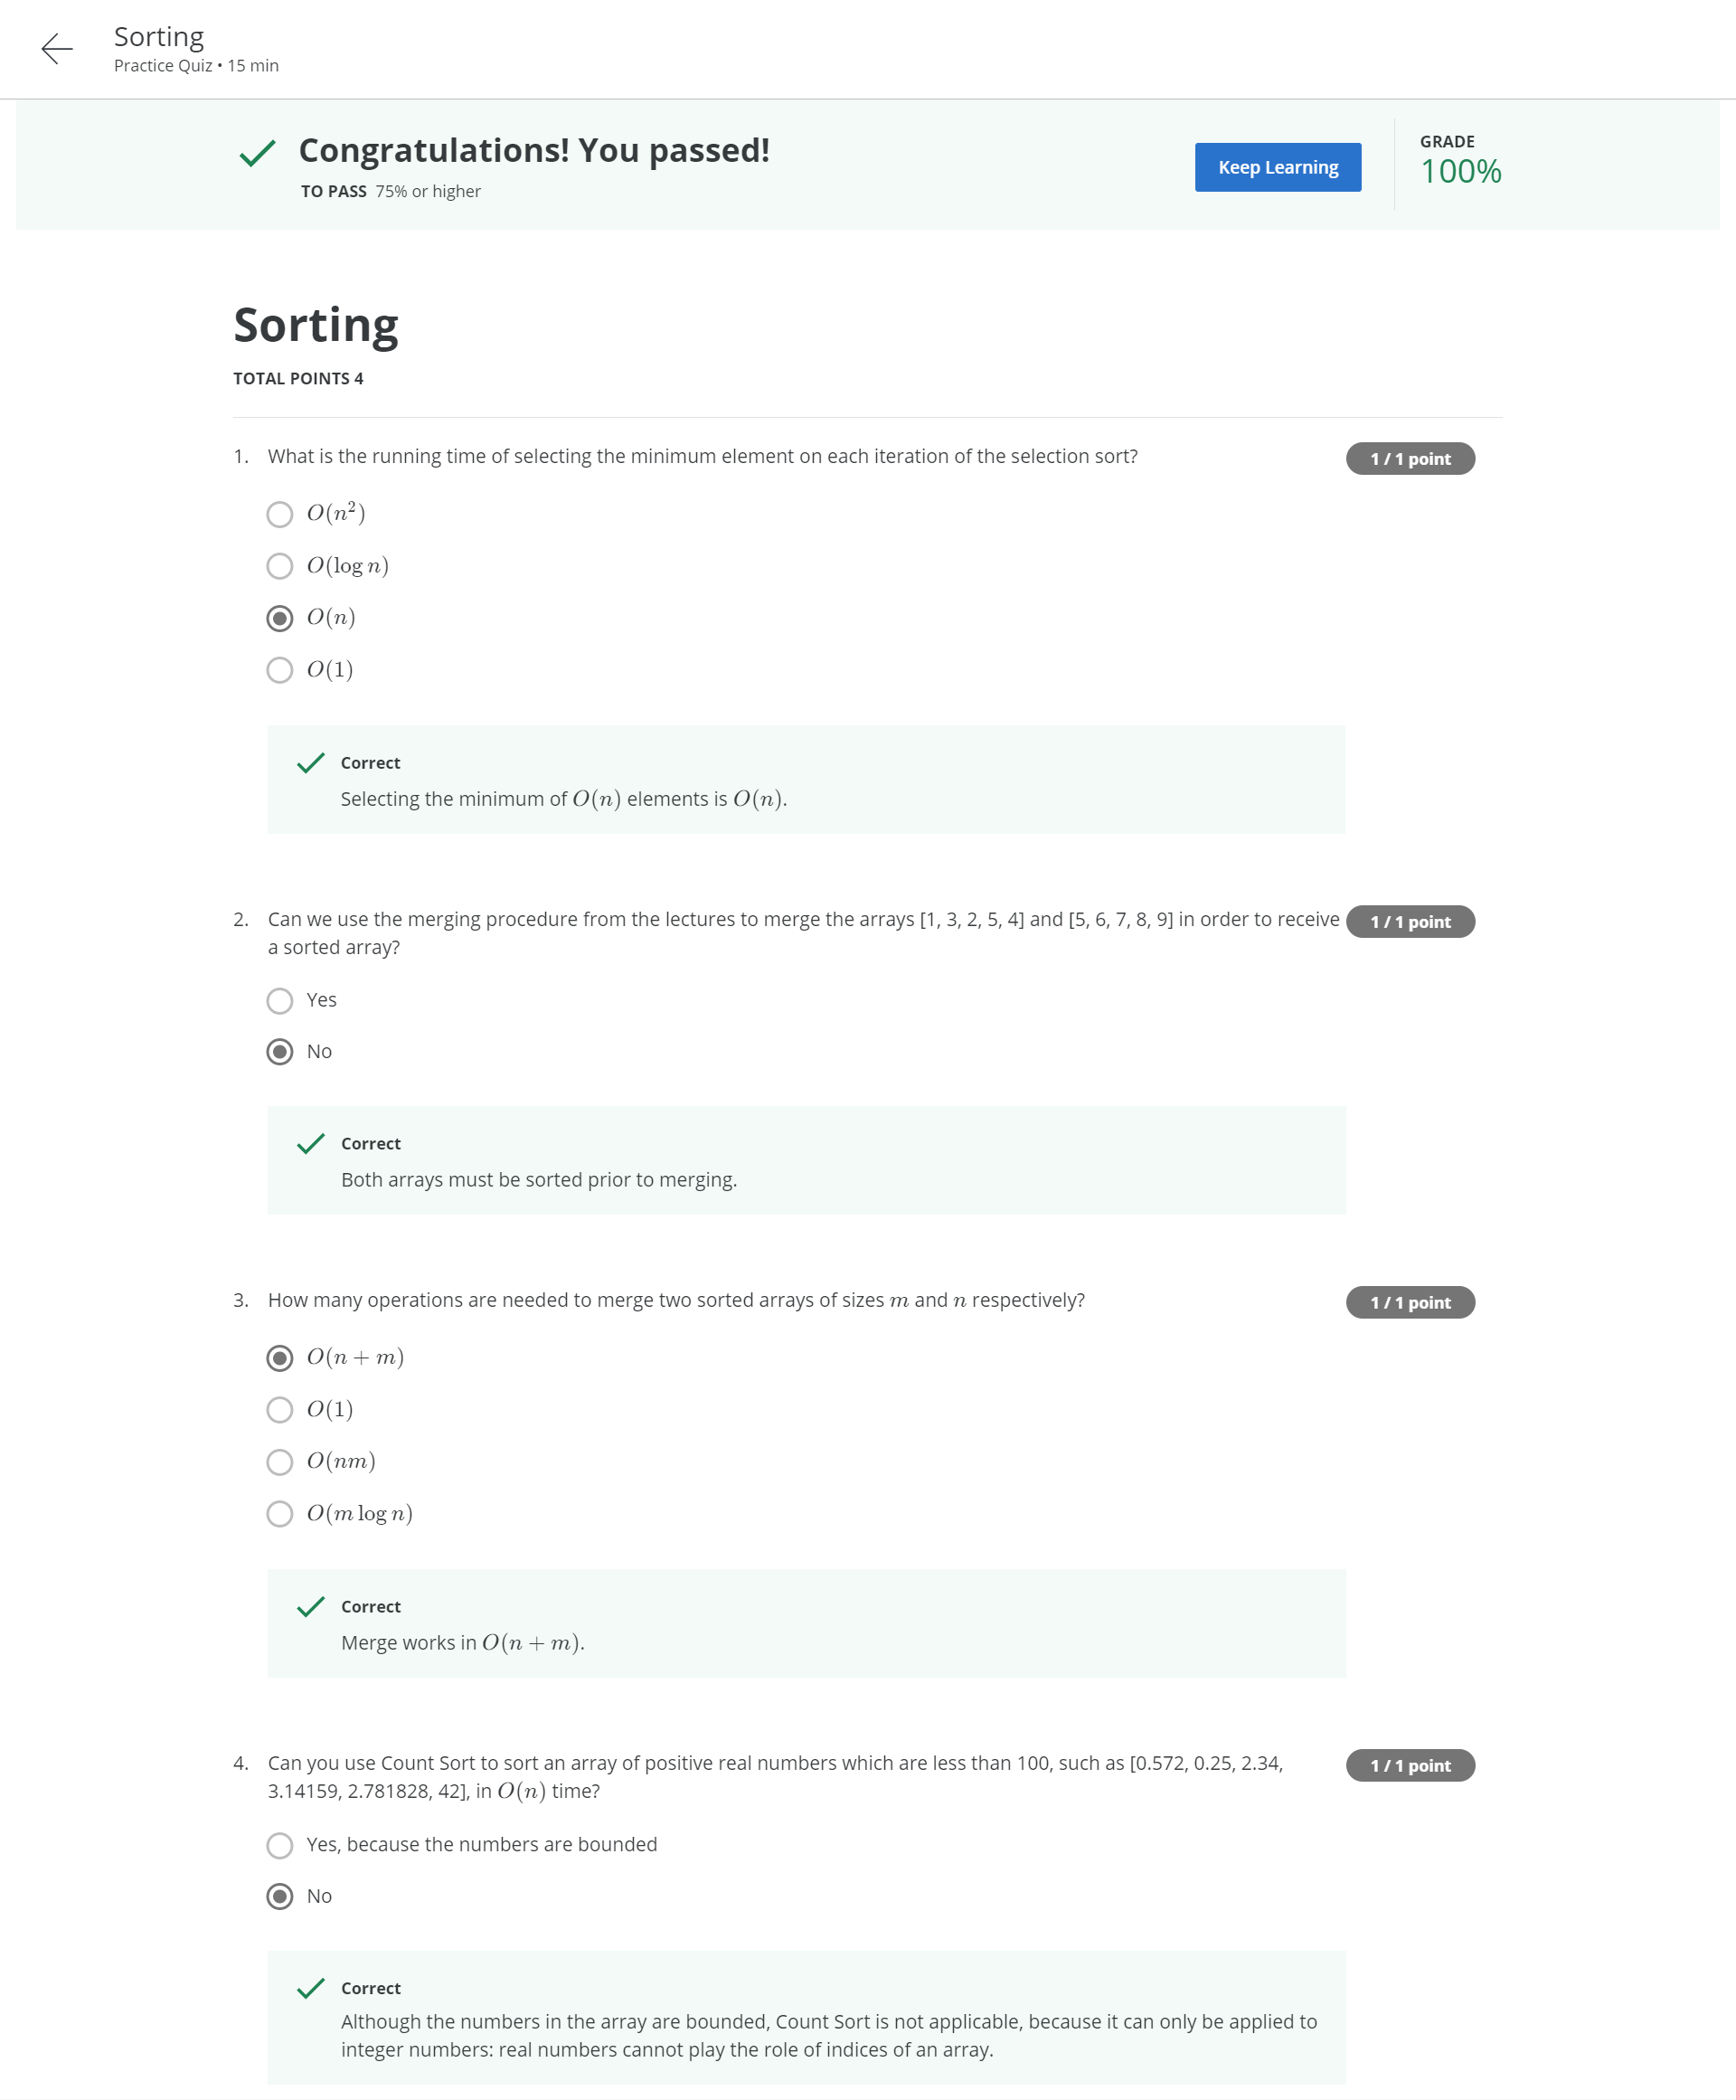 Sorting
Practice Quiz • 15 min
Congratulations! You passed!
TO PASS 75% or higher
Keep Learning
GRADE
100%
Sorting
TOTAL POINTS 4
1. What is the running time of selecting the minimum element on each iteration of the selection sort?
1 / 1 point
O(n²)
O(log n)
O(n)
O(1)
Correct
Selecting the minimum of O(n) elements is O(n).
2. Can we use the merging procedure from the lectures to merge the arrays [1, 3, 2, 5, 4] and [5, 6, 7, 8, 9] in order to receive
a sorted array?
1 / 1 point
Yes
No
Correct
Both arrays must be sorted prior to merging.
3. How many operations are needed to merge two sorted arrays of sizes m and n respectively?
1 / 1 point
O(n + m)
O(1)
O(nm)
O(m log n)
Correct
Merge works in O(n + m).
4. Can you use Count Sort to sort an array of positive real numbers which are less than 100, such as [0.572, 0.25, 2.34,
3.14159, 2.781828, 42], in O(n) time?
1 / 1 point
Yes, because the numbers are bounded
No
Correct
Although the numbers in the array are bounded, Count Sort is not applicable, because it can only be applied to
integer numbers: real numbers cannot play the role of indices of an array.